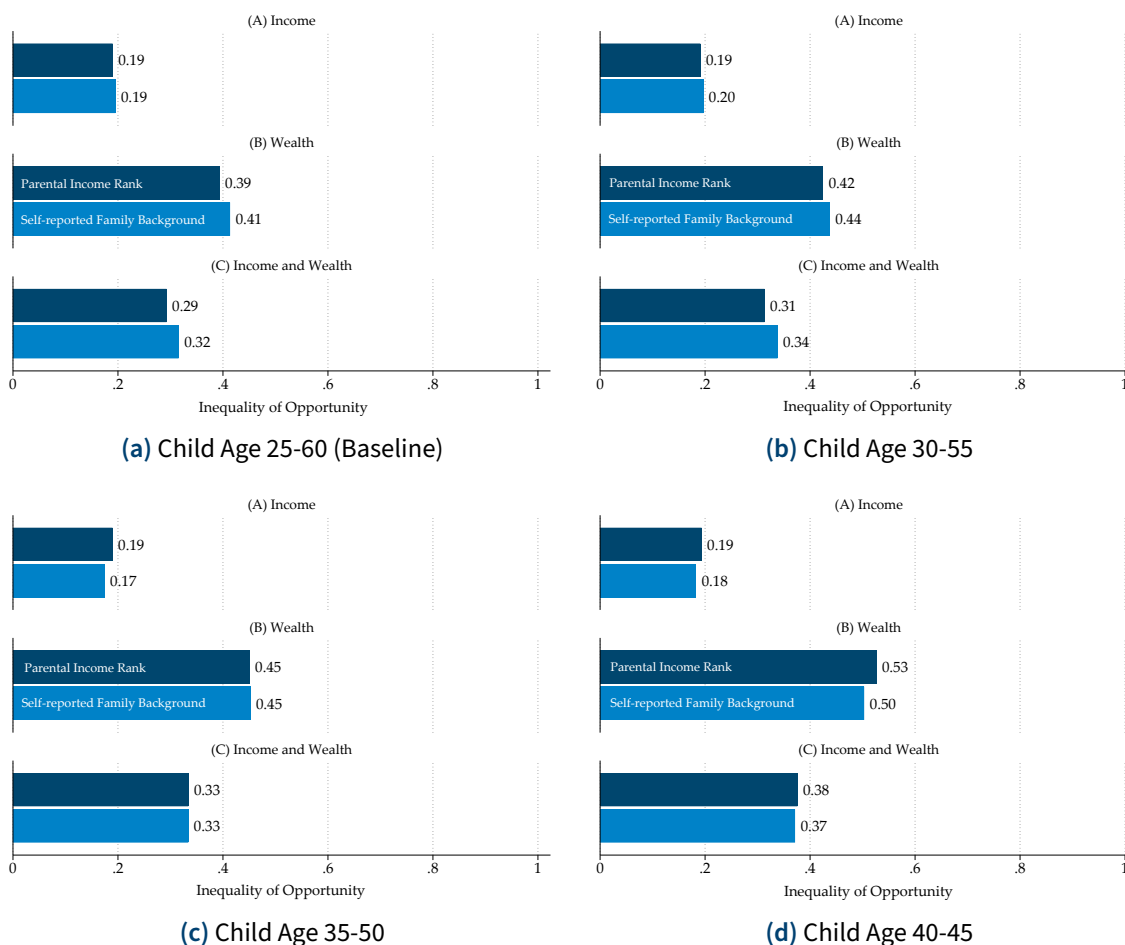 (A) Income
0.19
0.19
(B) Wealth
Parental Income Rank 0.39
Self-reported Family Background 0.41
(C) Income and Wealth
0.29
0.32
0 .2 .4 .6 .8 1
Inequality of Opportunity
(a) Child Age 25-60 (Baseline)
(A) Income
0.19
0.20
(B) Wealth
Parental Income Rank 0.42
Self-reported Family Background 0.44
(C) Income and Wealth
0.31
0.34
0 .2 .4 .6 .8 1
Inequality of Opportunity
(b) Child Age 30-55
(A) Income
0.19
0.17
(B) Wealth
Parental Income Rank 0.45
Self-reported Family Background 0.45
(C) Income and Wealth
0.33
0.33
0 .2 .4 .6 .8 1
Inequality of Opportunity
(c) Child Age 35-50
(A) Income
0.19
0.18
(B) Wealth
Parental Income Rank 0.53
Self-reported Family Background 0.50
(C) Income and Wealth
0.38
0.37
0 .2 .4 .6 .8 1
Inequality of Opportunity
(d) Child Age 40-45